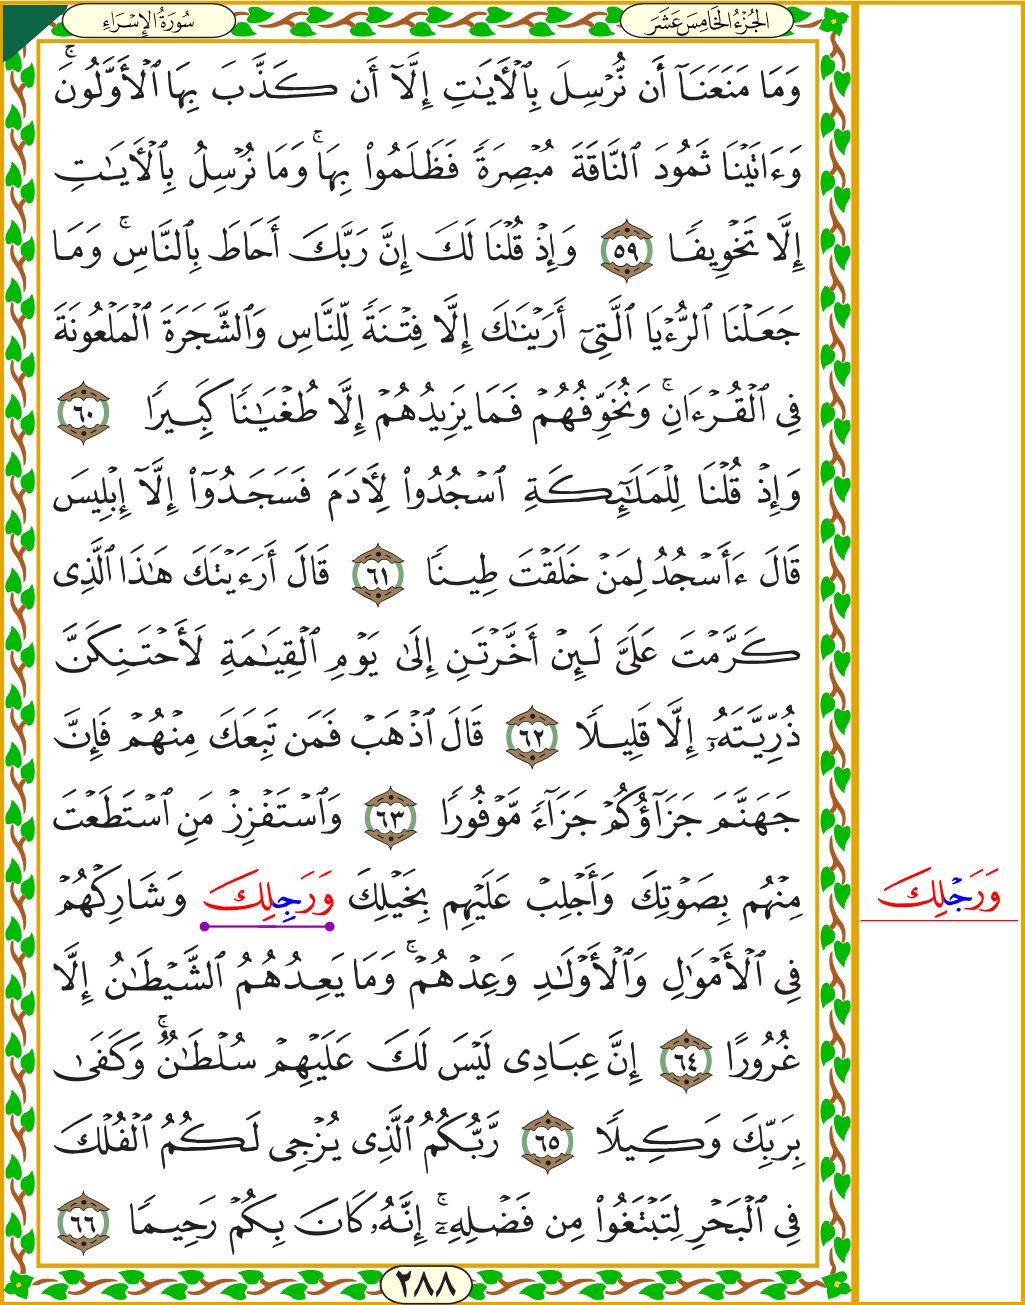 الجُزْءُ الْخَامِسَ عَشَرَ
سُورَةُ الإِسْرَاءِ
وَمَا مَنَعَنَآ أَن نُّرْسِلَ بِٱلْأَيَٰتِ إِلَّآ أَن كَذَّبَ بِهَا ٱلْأَوَّلُونَۚ
وَءَاتَيْنَا ثَمُودَ ٱلنَّاقَةَ مُبْصِرَةً فَظَلَمُواْ بِهَاۚ وَمَا نُرْسِلُ بِٱلْأَيَٰتِ
إِلَّا تَخْوِيفًا ٥٩ وَإِذْ قُلْنَا لَكَ إِنَّ رَبَّكَ أَحَاطَ بِٱلنَّاسِۚ وَمَا
جَعَلْنَا ٱلرُّءْيَا ٱلَّتِىٓ أَرَيْنَٰكَ إِلَّا فِتْنَةً لِّلنَّاسِ وَٱلشَّجَرَةَ ٱلْمَلْعُونَةَ
فِى ٱلْقُرْءَانِۚ وَنُخَوِّفُهُمْ فَمَا يَزِيدُهُمْ إِلَّا طُغْيَٰنًا كَبِيرًا ٦٠
وَإِذْ قُلْنَا لِلْمَلَٰٓئِكَةِ ٱسْجُدُواْ لِأَدَمَ فَسَجَدُوٓاْ إِلَّآ إِبْلِيسَ
قَالَ ءَأَسْجُدُ لِمَنْ خَلَقْتَ طِينًا ٦١ قَالَ أَرَءَيْتَكَ هَٰذَا ٱلَّذِى
كَرَّمْتَ عَلَىَّ لَئِنْ أَخَّرْتَنِ إِلَىٰ يَوْمِ ٱلْقِيَٰمَةِ لَأَحْتَنِكَنَّ
ذُرِّيَّتَهُۥٓ إِلَّا قَلِيلًا ٦٢ قَالَ ٱذْهَبْ فَمَن تَبِعَكَ مِنْهُمْ فَإِنَّ
جَهَنَّمَ جَزَآؤُكُمْ جَزَآءً مَّوْفُورًا ٦٣ وَٱسْتَفْزِزْ مَنِ ٱسْتَطَعْتَ
مِنْهُم بِصَوْتِكَ وَأَجْلِبْ عَلَيْهِم بِخَيْلِكَ وَرَجِلِكَ وَشَارِكْهُمْ
وَرَجْلِكَ
فِى ٱلْأَمْوَٰلِ وَٱلْأَوْلَٰدِ وَعِدْهُمْۚ وَمَا يَعِدُهُمُ ٱلشَّيْطَٰنُ إِلَّا
غُرُورًا ٦٤ إِنَّ عِبَادِى لَيْسَ لَكَ عَلَيْهِمْ سُلْطَٰنٌۚ وَكَفَىٰ
بِرَبِّكَ وَكِيلًا ٦٥ رَّبُّكُمُ ٱلَّذِى يُزْجِى لَكُمُ ٱلْفُلْكَ
فِى ٱلْبَحْرِ لِتَبْتَغُواْ مِن فَضْلِهِۦٓۚ إِنَّهُۥ كَانَ بِكُمْ رَحِيمًا ٦٦
٢٨٨